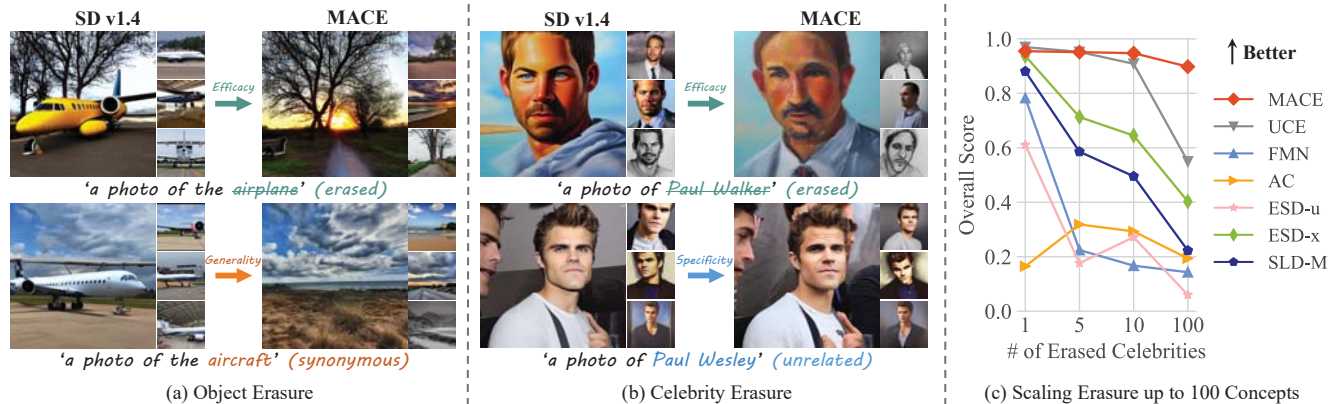 SD v1.4
MACE
Efficacy
'a photo of the airplane' (erased)
Generality
'a photo of the aircraft' (synonymous)
(a) Object Erasure
SD v1.4
MACE
Efficacy
'a photo of Paul Walker' (erased)
Specificity
'a photo of Paul Wesley' (unrelated)
(b) Celebrity Erasure
Overall Score
1.0
0.8
0.6
0.4
0.2
0.0
1 5 10 100
# of Erased Celebrities
Better
MACE
UCE
FMN
AC
ESD-u
ESD-x
SLD-M
(c) Scaling Erasure up to 100 Concepts